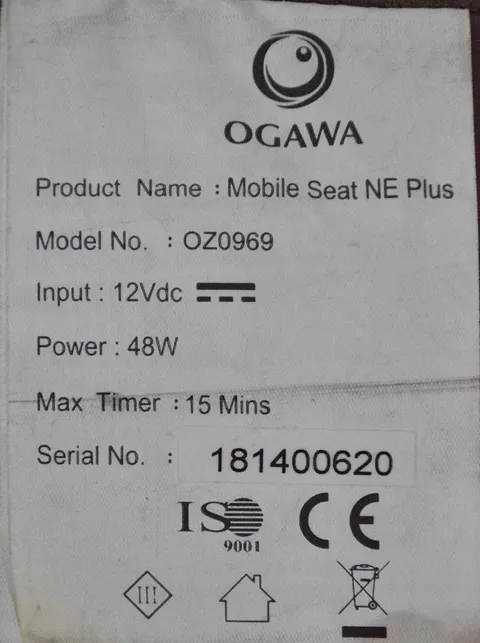 OGAWA
Product Name : Mobile Seat NE Plus
Model No. : OZ0969
Input : 12Vdc
Power : 48W
Max Timer : 15 Mins
Serial No. : 181400620
ISO CE
9001
III